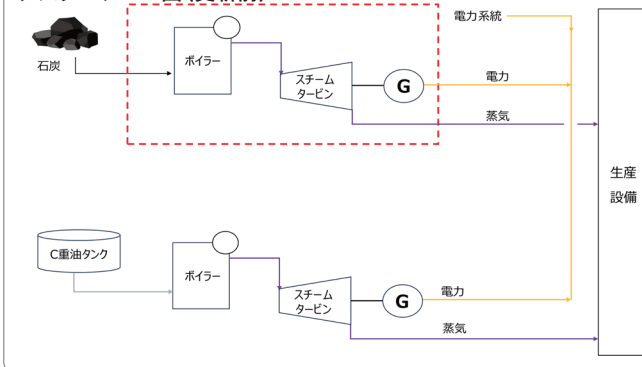 電力系統
石炭
ボイラー
スチーム
タービン
G
電力
蒸気
生産
設備
C重油タンク
ボイラー
スチーム
タービン
G
電力
蒸気